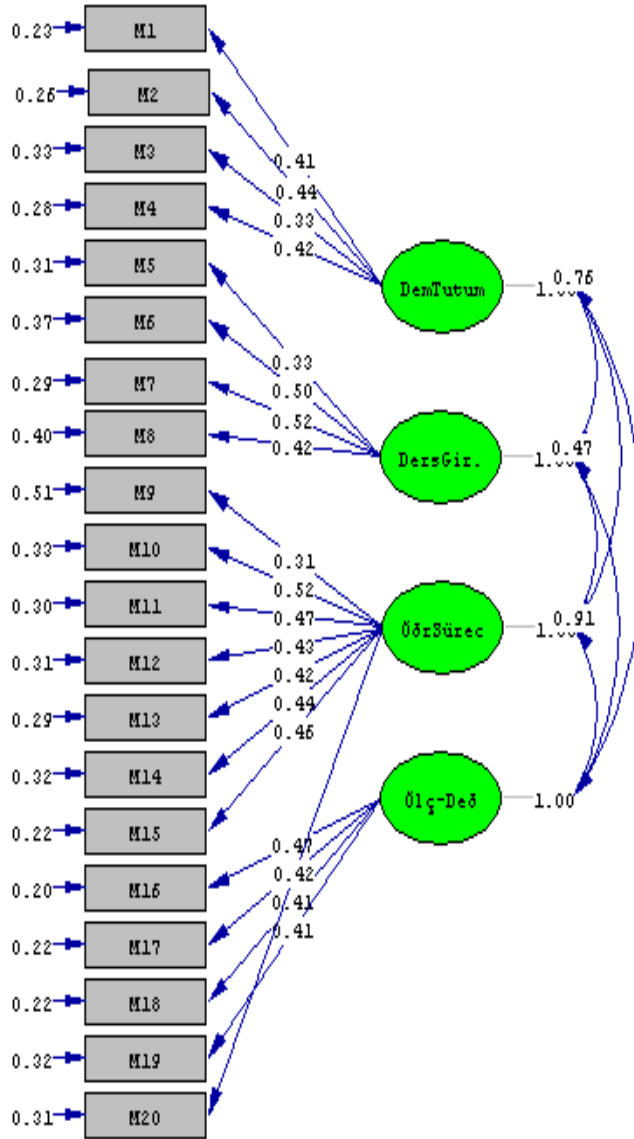 0.23 M1
0.26 M2
0.33 M3
0.28 M4
0.31 M5
0.37 M6
0.29 M7
0.40 M8
0.51 M9
0.33 M10
0.30 M11
0.31 M12
0.29 M13
0.32 M14
0.22 M15
0.20 M16
0.22 M17
0.22 M18
0.32 M19
0.31 M20
0.41
0.44
0.33
0.42
0.33
0.50
0.52
0.42
0.31
0.52
0.47
0.43
0.42
0.44
0.45
0.47
0.42
0.41
0.41
DemTutum
DersGir.
ÖðrSürec
Ölç-Deð
0.76
0.47
0.91
1.00